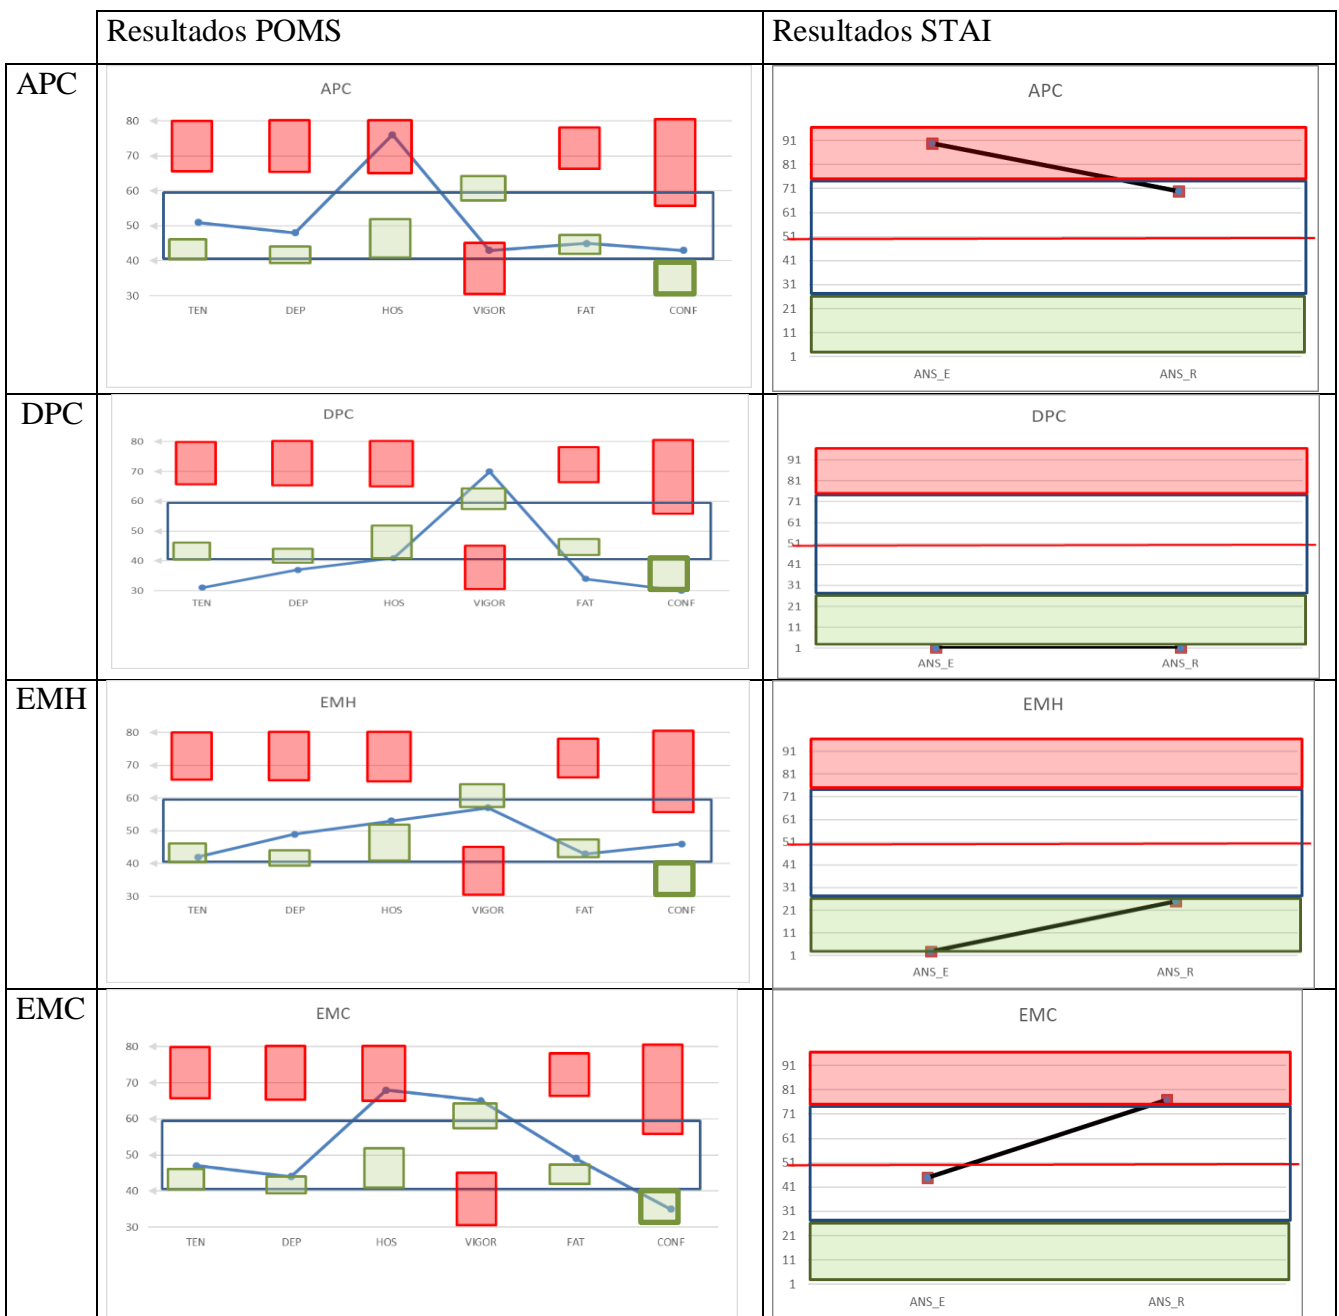 Resultados POMS
Resultados STAI
APC
APC
80
70
60
50
40
30
TEN DEP HOS VIGOR FAT CONF
APC
91
81
71
61
51
41
31
21
11
1
ANS_E ANS_R
DPC
DPC
80
70
60
50
40
30
TEN DEP HOS VIGOR FAT CONF
DPC
91
81
71
61
51
41
31
21
11
1
ANS_E ANS_R
EMH
EMH
80
70
60
50
40
30
TEN DEP HOS VIGOR FAT CONF
EMH
91
81
71
61
51
41
31
21
11
1
ANS_E ANS_R
EMC
EMC
80
70
60
50
40
30
TEN DEP HOS VIGOR FAT CONF
EMC
91
81
71
61
51
41
31
21
11
1
ANS_E ANS_R